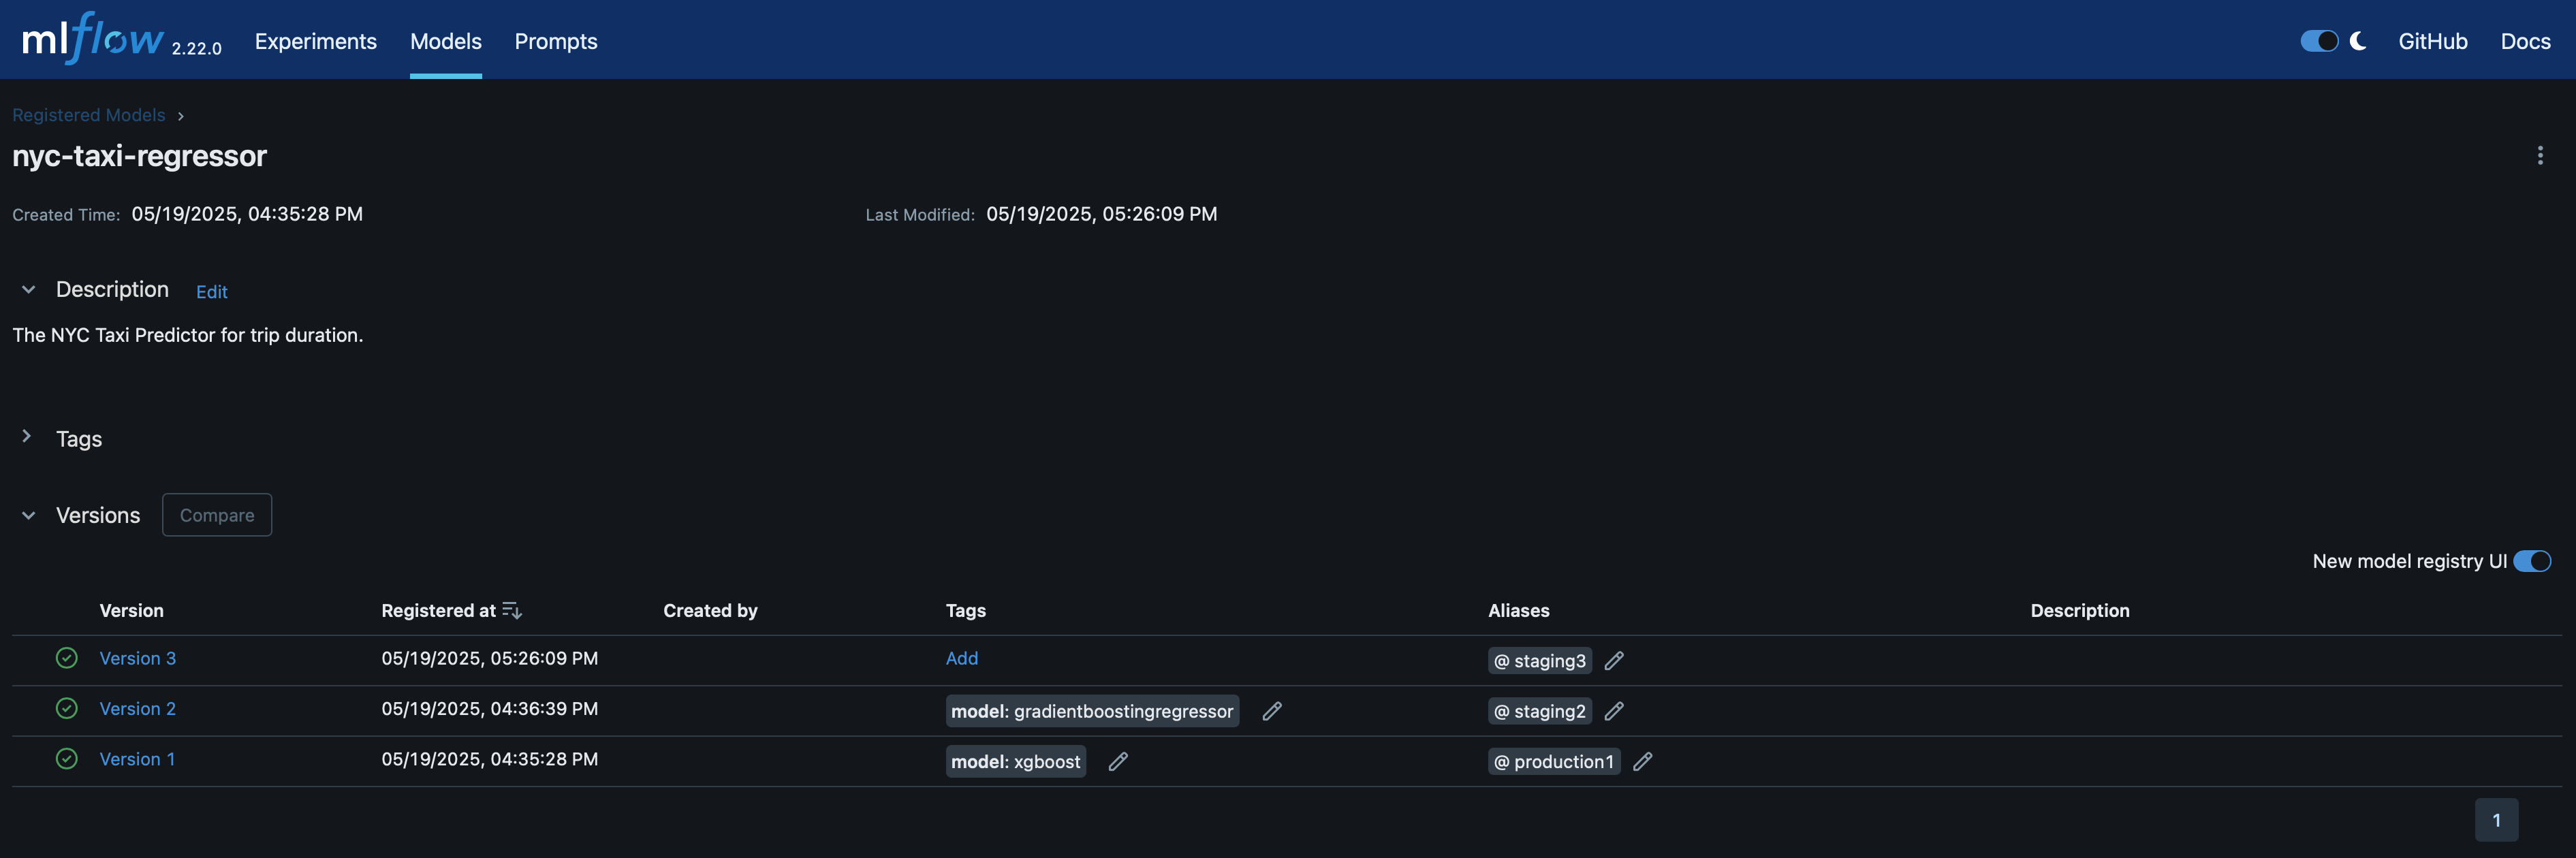 mlflow 2.22.0 Experiments Models Prompts GitHub Docs
Registered Models
nyc-taxi-regressor
Created Time: 05/19/2025, 04:35:28 PM Last Modified: 05/19/2025, 05:26:09 PM
Description Edit
The NYC Taxi Predictor for trip duration.
Tags
Versions Compare
New model registry UI
Version Registered at Created by Tags Aliases Description
Version 3 05/19/2025, 05:26:09 PM Add @ staging3
Version 2 05/19/2025, 04:36:39 PM model: gradientboostingregressor @ staging2
Version 1 05/19/2025, 04:35:28 PM model: xgboost @ production1
1